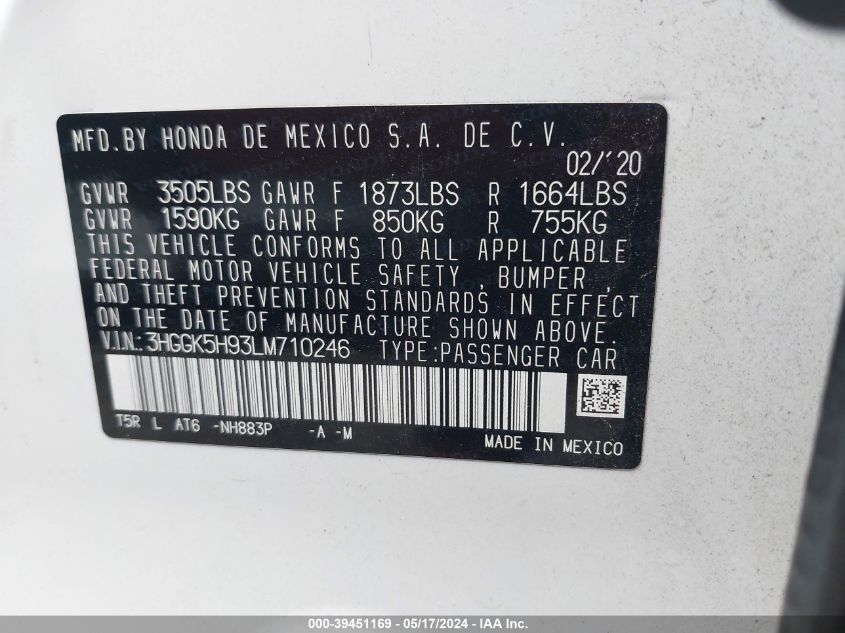 MFD.BY HONDA DE MEXICO S.A. DE C.V.
02/'20
GVWR 3505LBS GAWR F 1873LBS R 1664LBS
GVWR 1590KG GAWR F 850KG R 755KG
THIS VEHICLE CONFORMS TO ALL APPLICABLE
FEDERAL MOTOR VEHICLE SAFETY , BUMPER ,
AND THEFT PREVENTION STANDARDS IN EFFECT
ON THE DATE OF MANUFACTURE SHOWN ABOVE.
V.I.N:3HGGK5H93LM710246 TYPE:PASSENGER CAR
T5R L AT6 -NH883P -A -M
MADE IN MEXICO
000-39451169 - 05/17/2024 - IAA Inc.